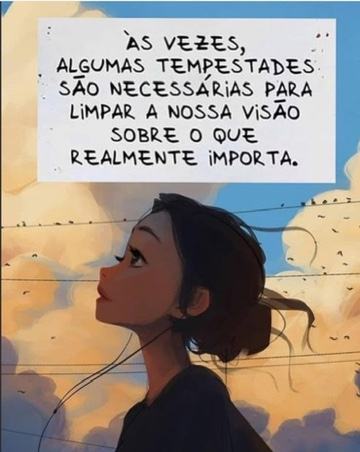 ÀS VEZES,
ALGUMAS TEMPESTADES
SÃO NECESSÁRIAS PARA
LIMPAR A NOSSA VISÃO
SOBRE O QUE
REALMENTE IMPORTA.